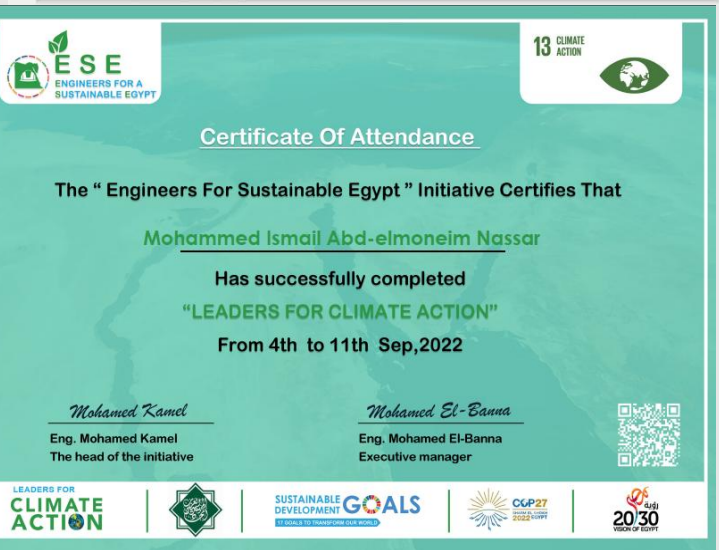 ESE
ENGINEERS FOR A
SUSTAINABLE EGYPT
13 CLIMATE
ACTION
Certificate Of Attendance
The “ Engineers For Sustainable Egypt ” Initiative Certifies That
Mohammed Ismail Abd-elmoneim Nassar
Has successfully completed
“LEADERS FOR CLIMATE ACTION”
From 4th to 11th Sep,2022
Mohamed Kamel
Mohamed El-Banna
Eng. Mohamed Kamel
Eng. Mohamed El-Banna
The head of the initiative
Executive manager
LEADERS FOR
CLIMATE
ACTION
SUSTAINABLE
DEVELOPMENT GOALS
17 GOALS TO TRANSFORM OUR WORLD
COP27
SHARM EL-SHEIKH
2022 EGYPT
رؤية
2030
VISION OF EGYPT